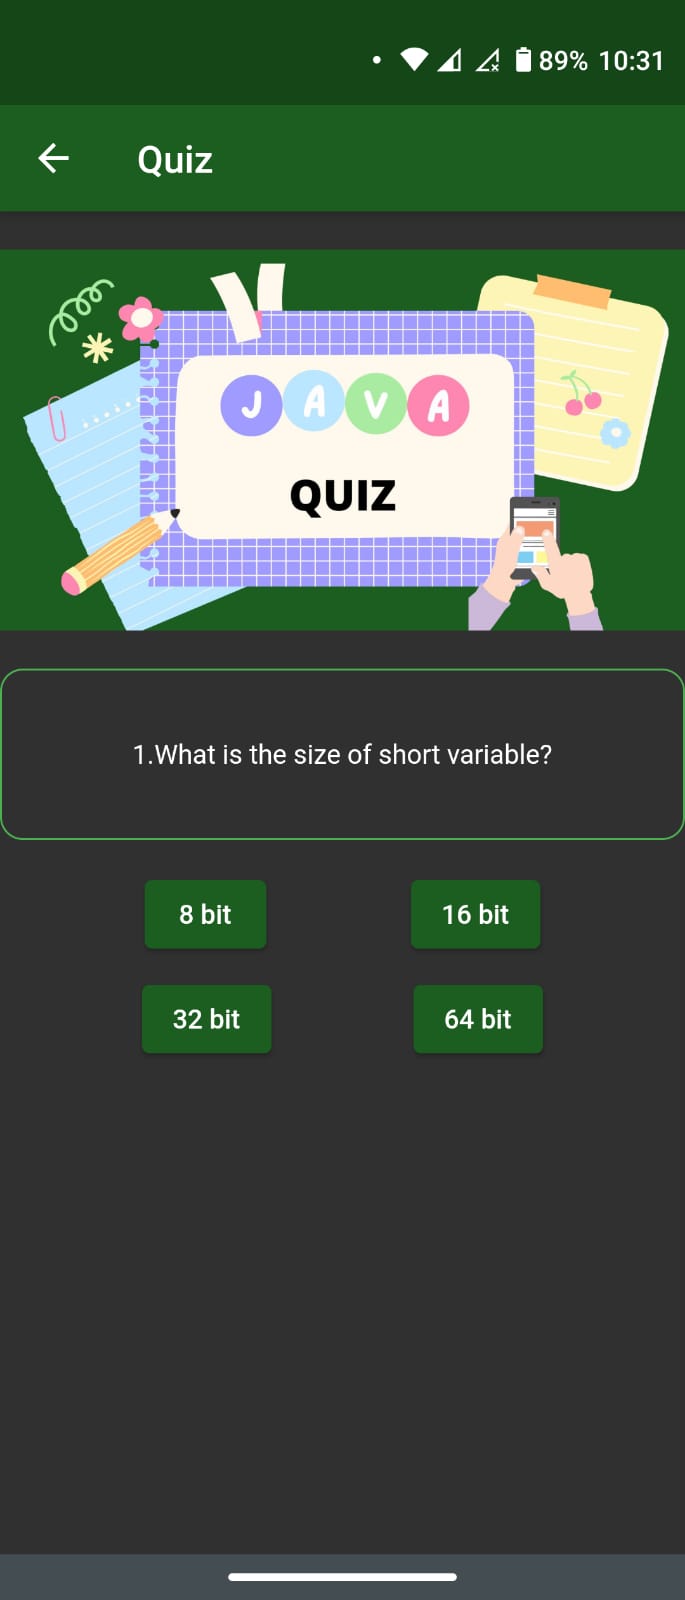 89% 10:31
Quiz
JAVA
QUIZ
1.What is the size of short variable?
8 bit
16 bit
32 bit
64 bit